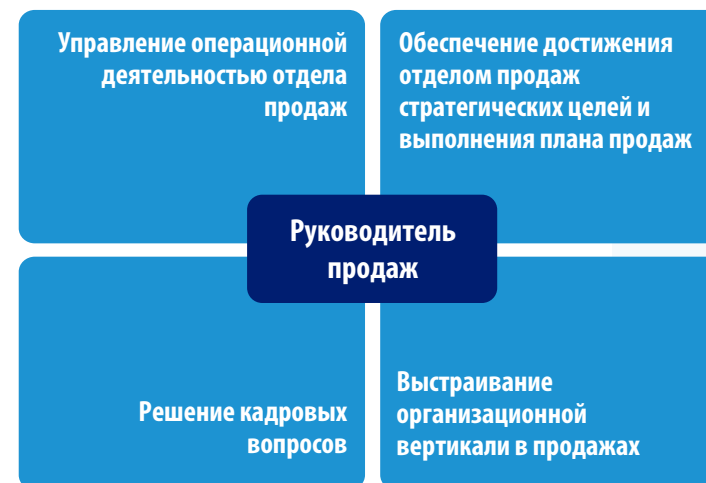 Управление операционной
деятельностью отдела
продаж
Обеспечение достижения
отделом продаж
стратегических целей и
выполнения плана продаж
Руководитель
продаж
Решение кадровых
вопросов
Выстраивание
организационной
вертикали в продажах